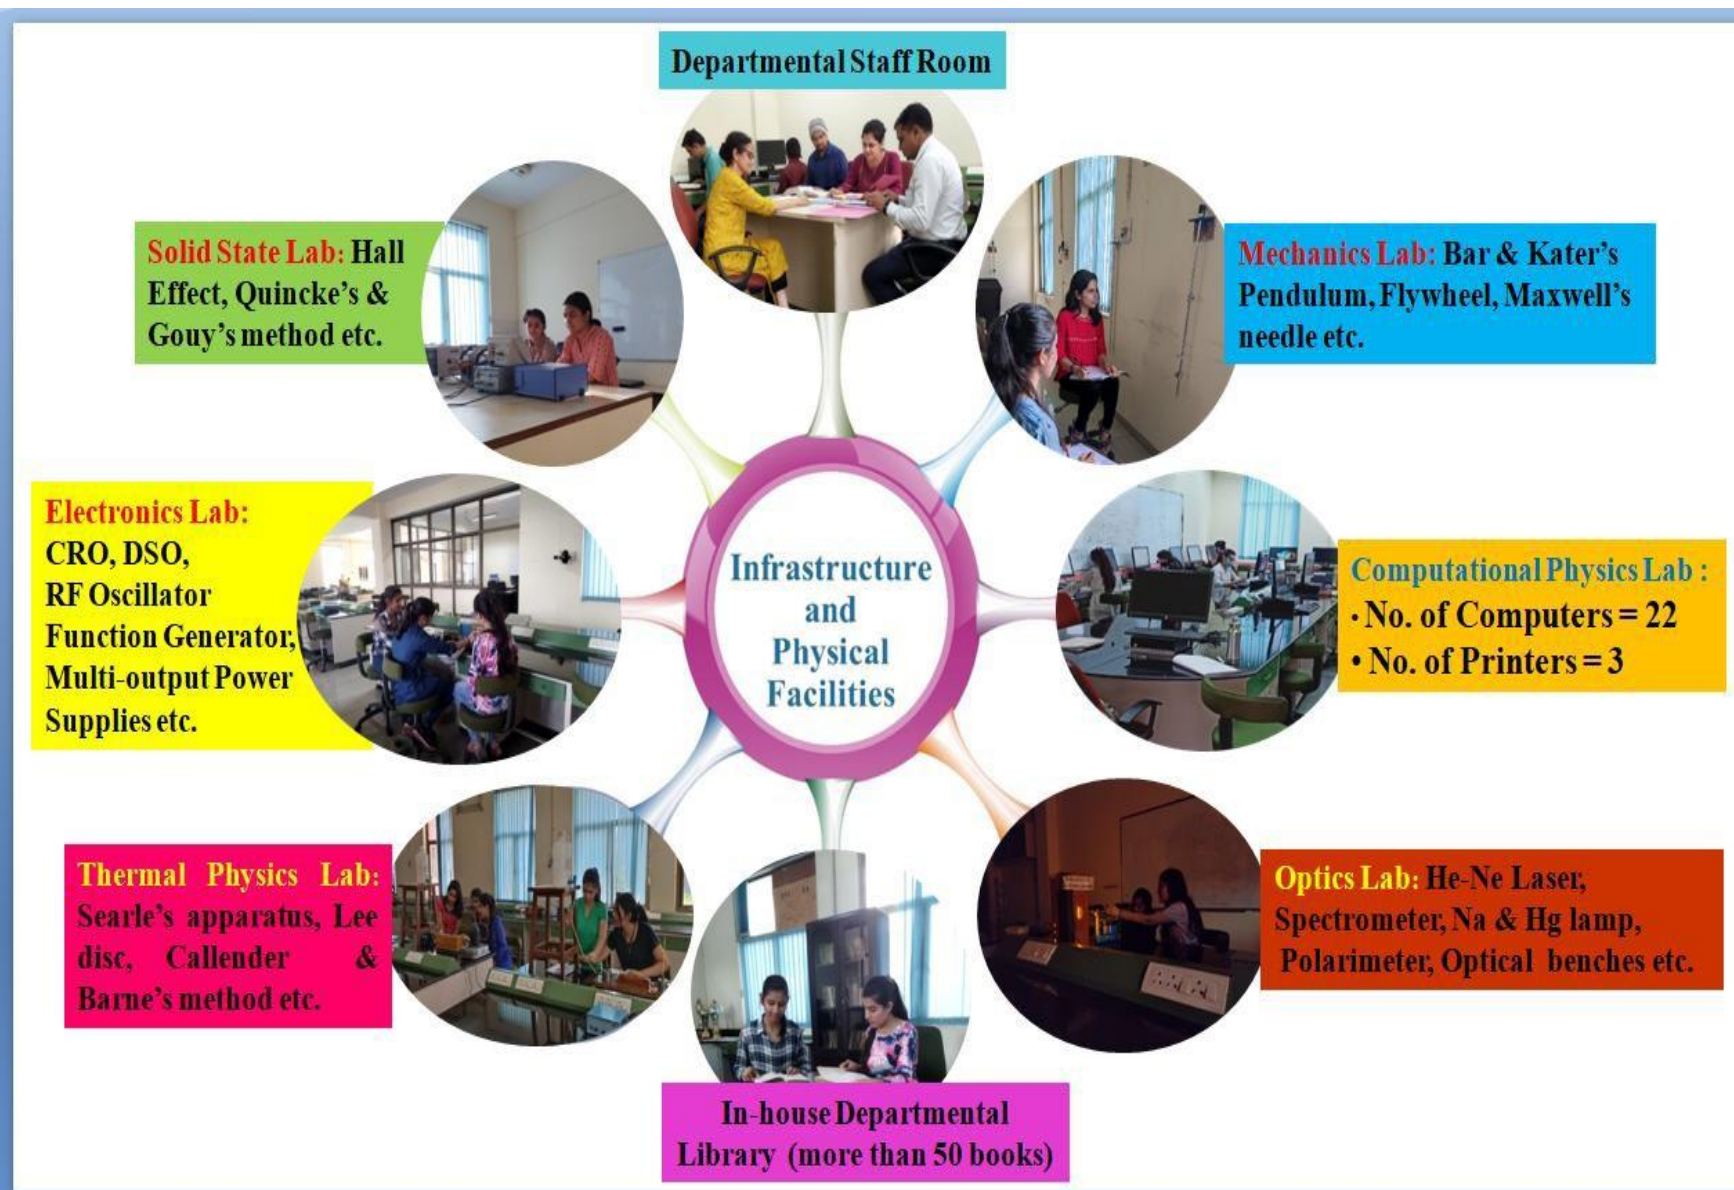 Departmental Staff Room
Solid State Lab: Hall
Effect, Quincke's &
Gouy's method etc.
Mechanics Lab: Bar & Kater's
Pendulum, Flywheel, Maxwell's
needle etc.
Electronics Lab:
CRO, DSO,
RF Oscillator
Function Generator,
Multi-output Power
Supplies etc.
Infrastructure
and
Physical
Facilities
Computational Physics Lab :
• No. of Computers = 22
• No. of Printers = 3
Thermal Physics Lab:
Searle's apparatus, Lee
disc, Callender &
Barne's method etc.
Optics Lab: He-Ne Laser,
Spectrometer, Na & Hg lamp,
Polarimeter, Optical benches etc.
In-house Departmental
Library (more than 50 books)